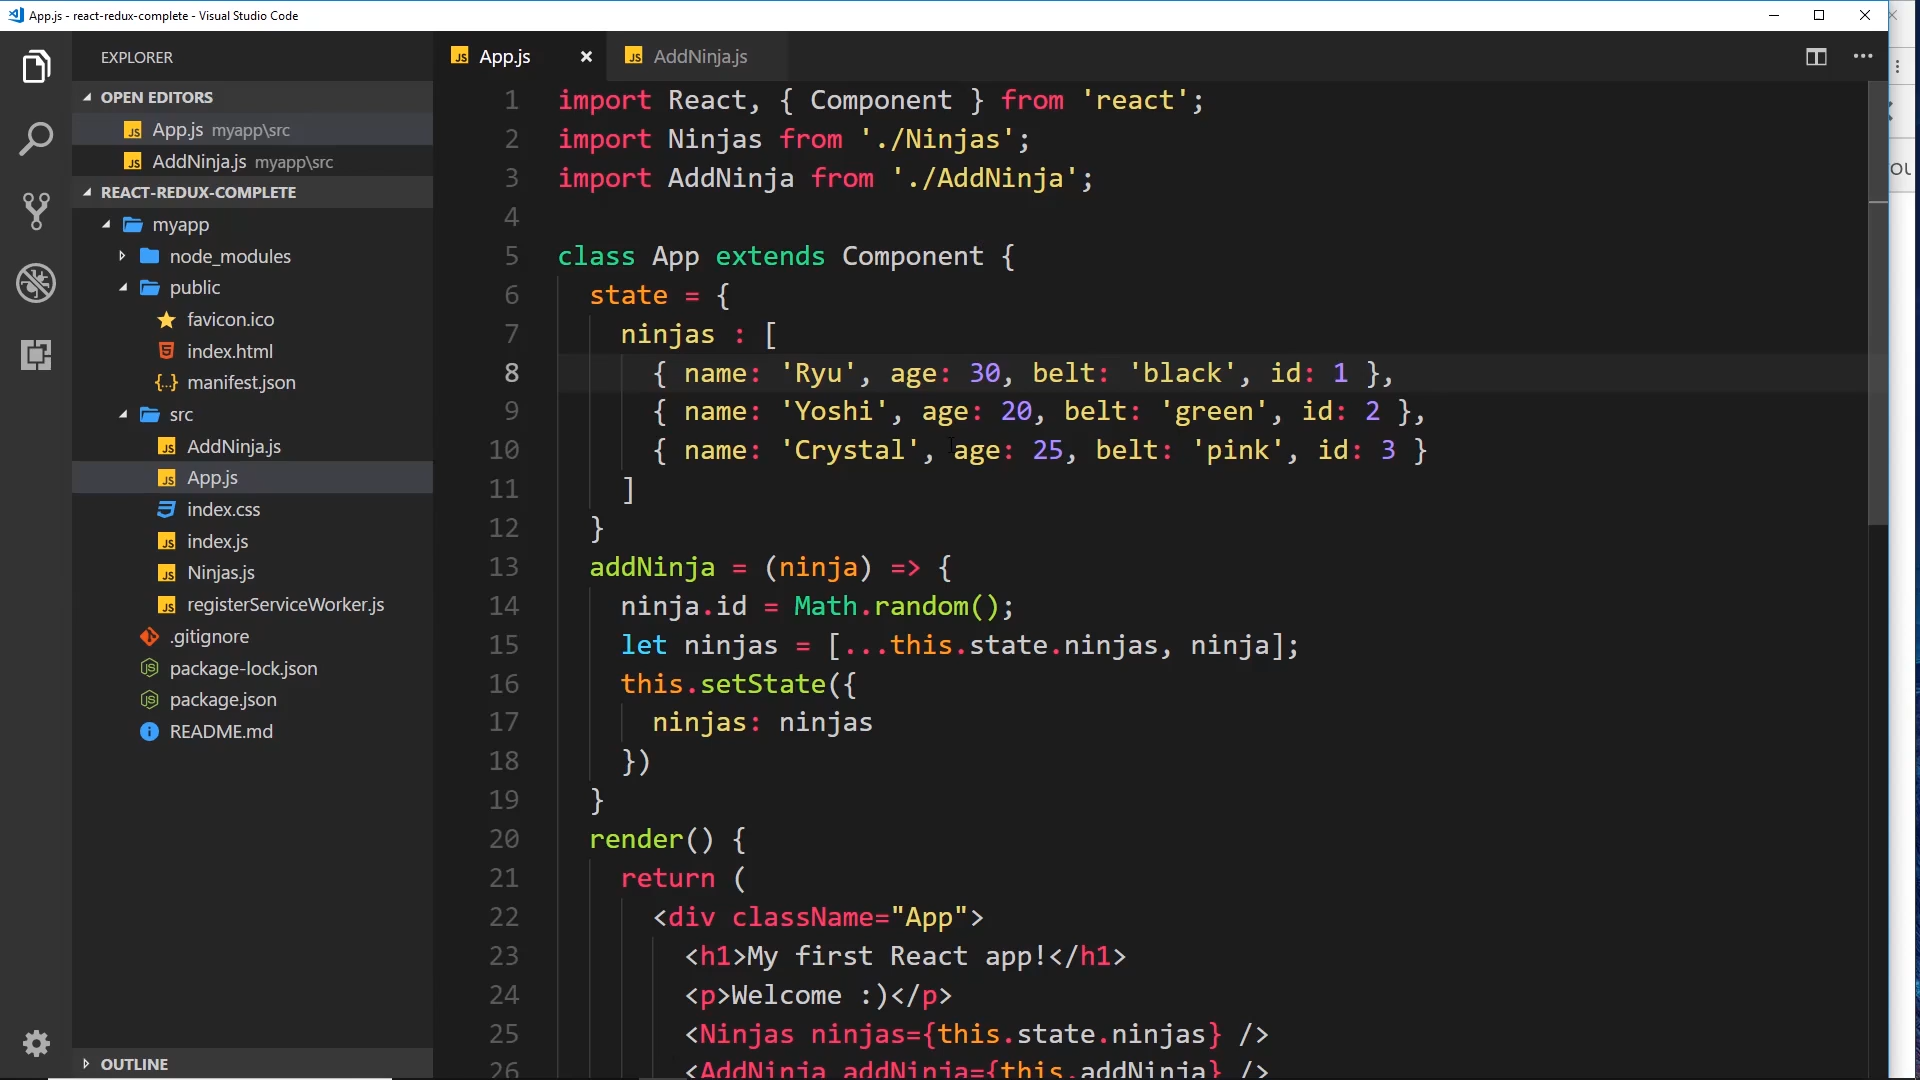 App.js - react-redux-complete - Visual Studio Code
EXPLORER
OPEN EDITORS
App.js myapp\src
AddNinja.js myapp\src
REACT-REDUX-COMPLETE
myapp
node_modules
public
favicon.ico
index.html
manifest.json
src
AddNinja.js
App.js
index.css
index.js
Ninjas.js
registerServiceWorker.js
.gitignore
package-lock.json
package.json
README.md
OUTLINE
App.js
AddNinja.js
1 import React, { Component } from 'react';
2 import Ninjas from './Ninjas';
3 import AddNinja from './AddNinja';
4
5 class App extends Component {
6 state = {
7 ninjas : [
8 { name: 'Ryu', age: 30, belt: 'black', id: 1 },
9 { name: 'Yoshi', age: 20, belt: 'green', id: 2 },
10 { name: 'Crystal', age: 25, belt: 'pink', id: 3 }
11 ]
12 }
13 addNinja = (ninja) => {
14 ninja.id = Math.random();
15 let ninjas = [...this.state.ninjas, ninja];
16 this.setState({
17 ninjas: ninjas
18 })
19 }
20 render() {
21 return (
22 <div className="App">
23 <h1>My first React app!</h1>
24 <p>Welcome :)</p>
25 <Ninjas ninjas={this.state.ninjas} />
26 <AddNinja addNinja={this.addNinja} />